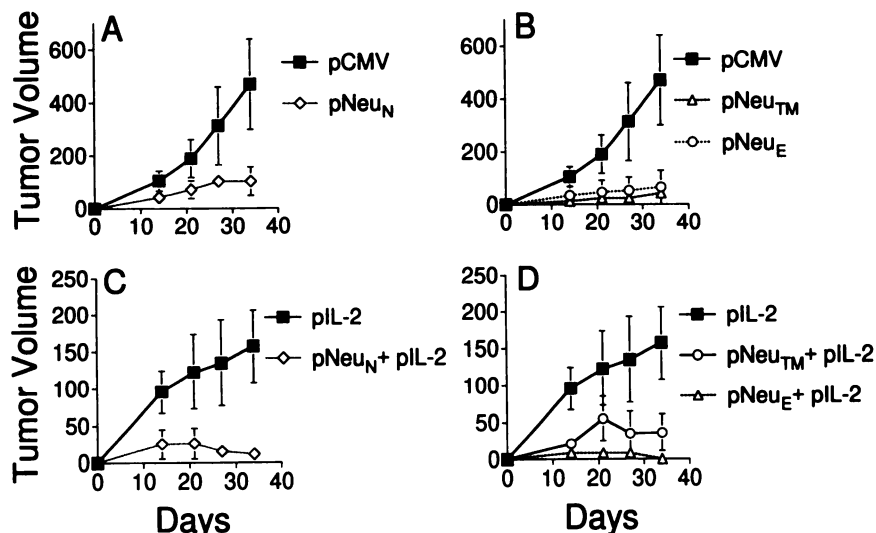 A
Tumor Volume
600
400
200
0
0 10 20 30 40
pCMV
pNeuN
B
600
400
200
0
0 10 20 30 40
pCMV
pNeuTM
pNeuE
C
Tumor Volume
250
200
150
100
50
0
0 10 20 30 40
Days
pIL-2
pNeuN+ pIL-2
D
250
200
150
100
50
0
0 10 20 30 40
Days
pIL-2
pNeuTM+ pIL-2
pNeuE+ pIL-2